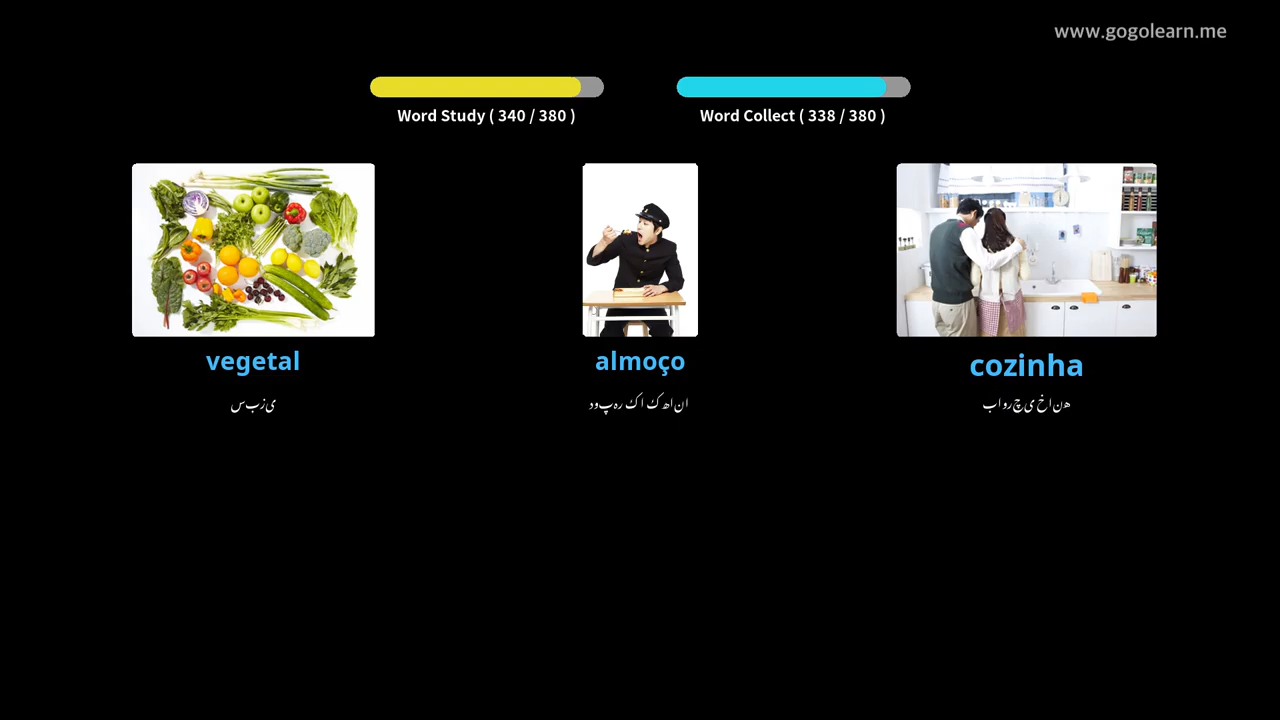 www.gogolearn.me
Word Study ( 340 / 380 )
Word Collect ( 338 / 380 )
vegetal
سبزی
almoço
دوپہر کا کھانا
cozinha
باورچی خانہ